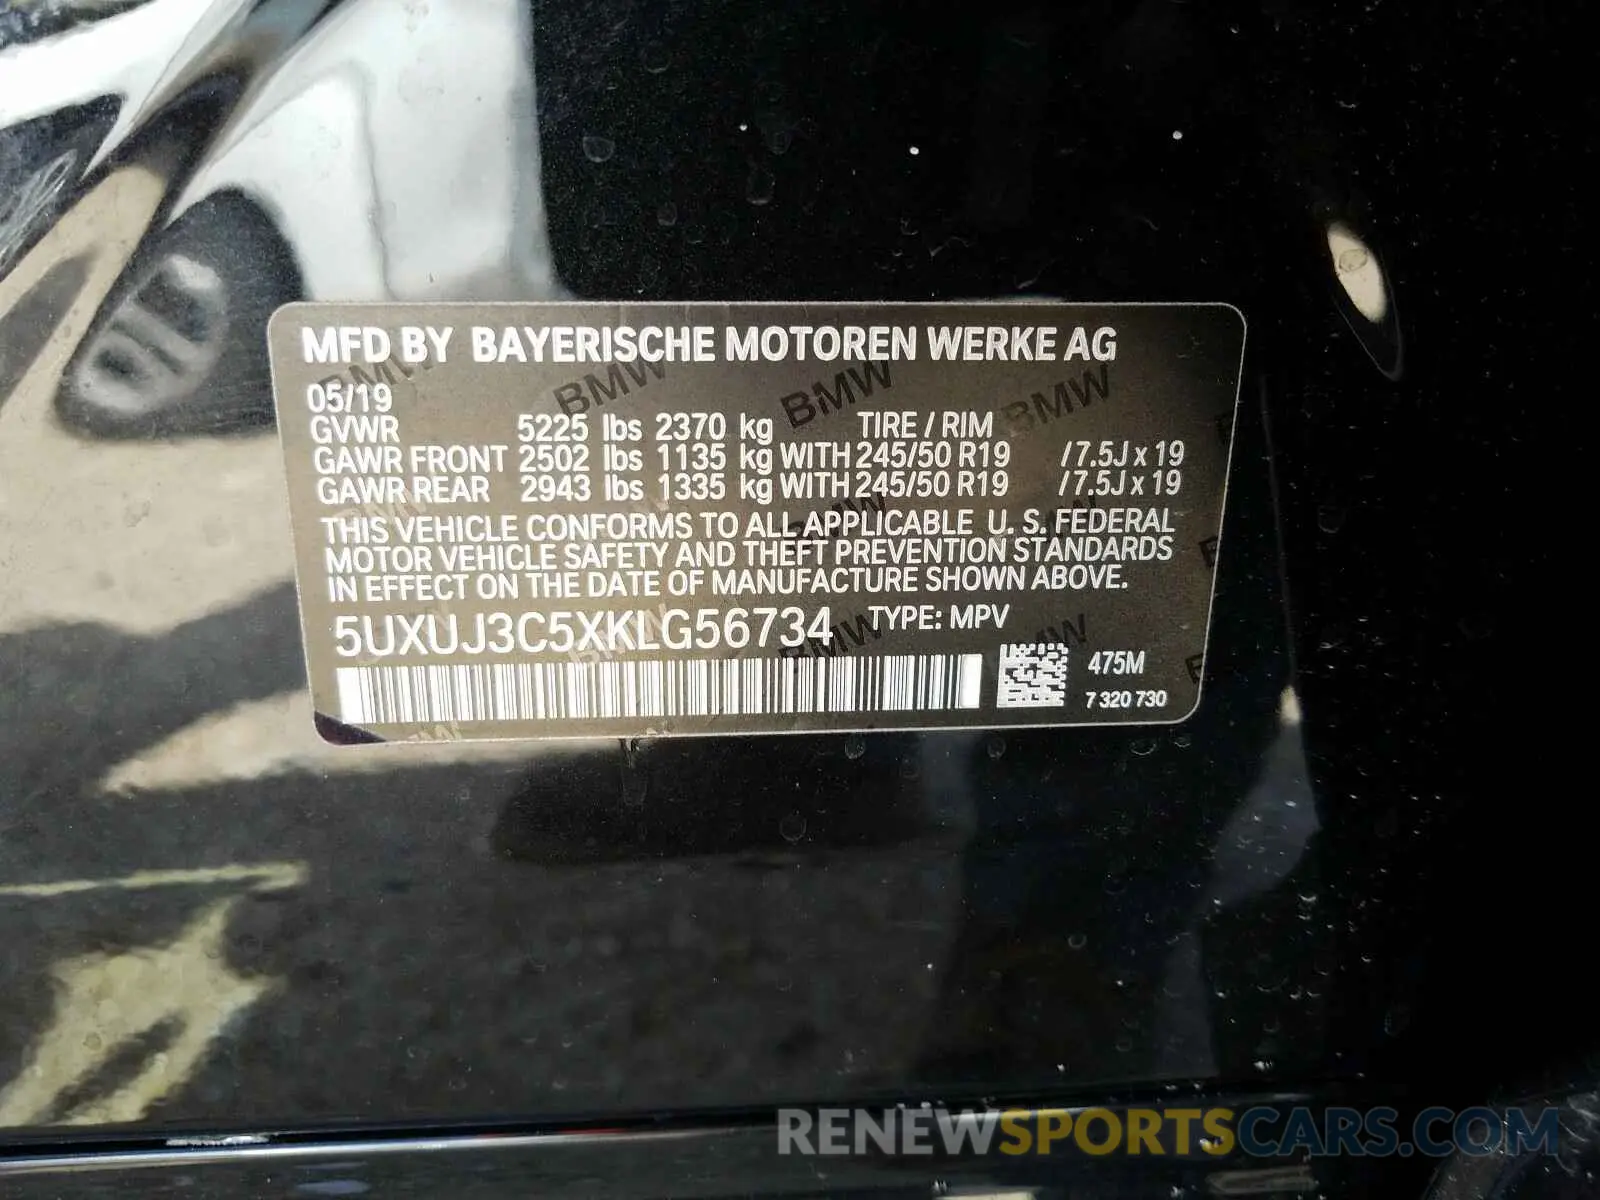 MFD BY BAYERISCHE MOTOREN WERKE AG
05/19
GVWR 5225 lbs 2370 kg TIRE / RIM
GAWR FRONT 2502 lbs 1135 kg WITH 245/50 R19 / 7.5J x 19
GAWR REAR 2943 lbs 1335 kg WITH 245/50 R19 / 7.5J x 19
THIS VEHICLE CONFORMS TO ALL APPLICABLE U. S. FEDERAL
MOTOR VEHICLE SAFETY AND THEFT PREVENTION STANDARDS
IN EFFECT ON THE DATE OF MANUFACTURE SHOWN ABOVE.
5UXUJ3C5XKLG56734 TYPE: MPV
475M
7 320 730
RENEWSPORTSCARS.COM